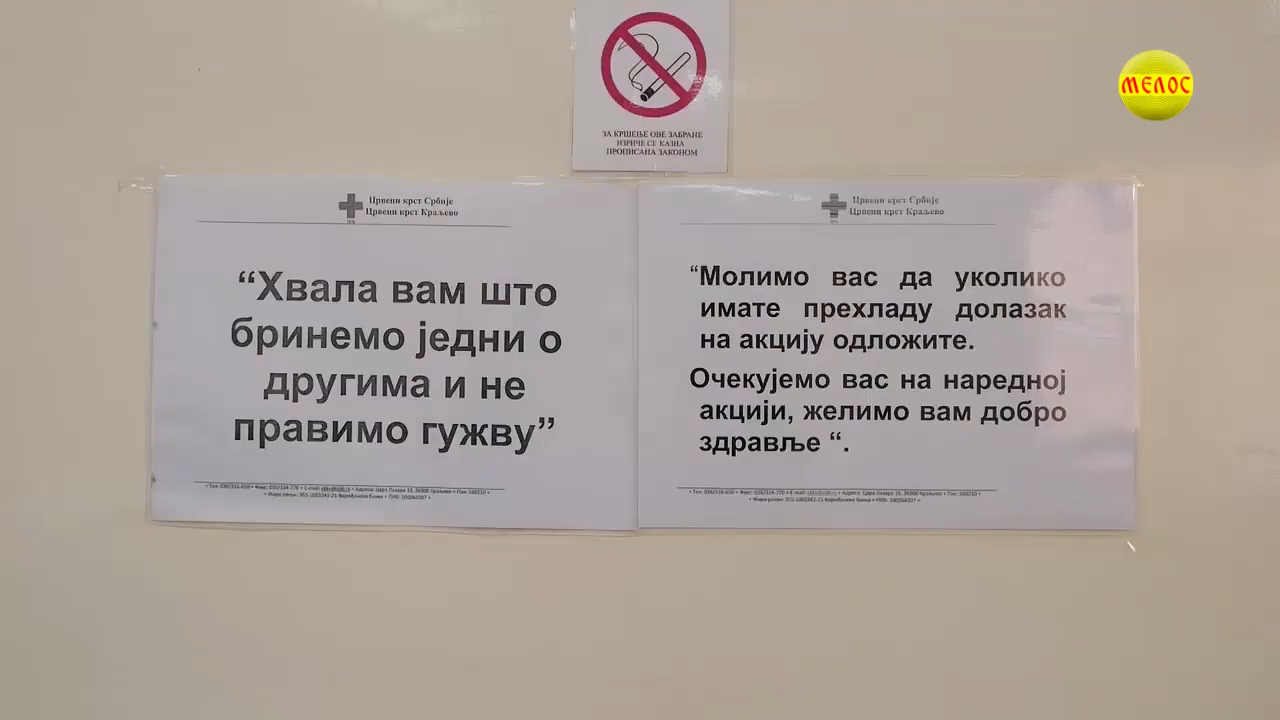 МЕЛОС
ЗА КРШЕЊЕ ОВЕ ЗАБРАНЕ
ИЗРИЧЕ СЕ КАЗНА
ПРОПИСАНА ЗАКОНОМ
Црвени крст Србије
Црвени крст Краљево
“Хвала вам што
бринемо једни о
другима и не
правимо гужву”
Црвени крст Србије
Црвени крст Краљево
“Молимо вас да уколико
имате прехладу долазак
на акцију одложите.
Очекујемо вас на наредној
акцији, желимо вам добро
здравље “.